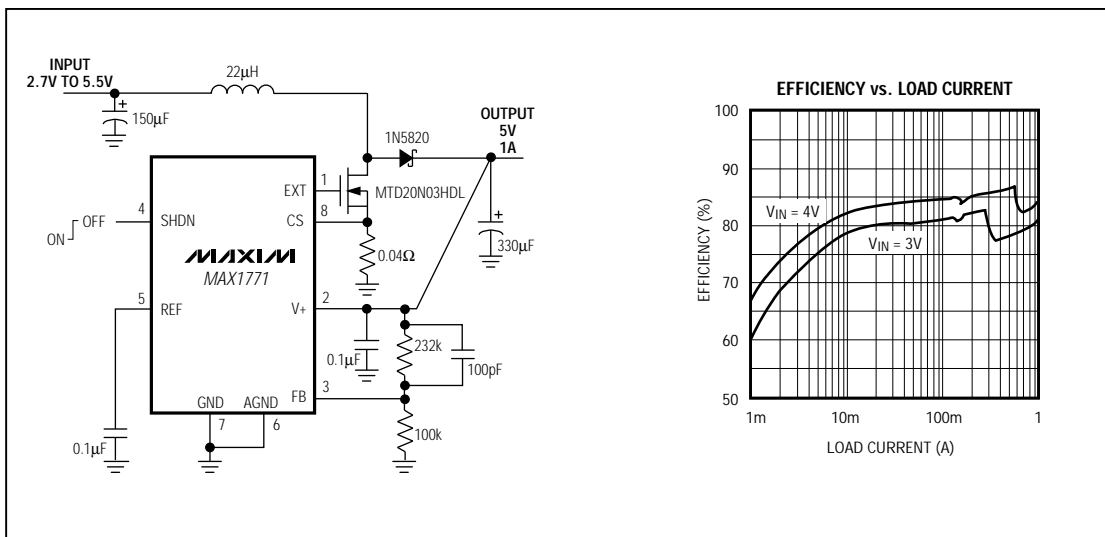 INPUT
2.7V TO 5.5V
22µH
150µF
1N5820
OUTPUT
5V
1A
1
EXT
MTD20N03HDL
8
CS
4
OFF
ON
SHDN
0.04Ω
330µF
MAXIM
MAX1771
5
REF
2
V+
232k
0.1µF
100pF
3
FB
GND
AGND
7
6
100k
0.1µF
EFFICIENCY vs. LOAD CURRENT
100
90
80
70
60
50
EFFICIENCY (%)
VIN = 4V
VIN = 3V
1m
10m
100m
1
LOAD CURRENT (A)